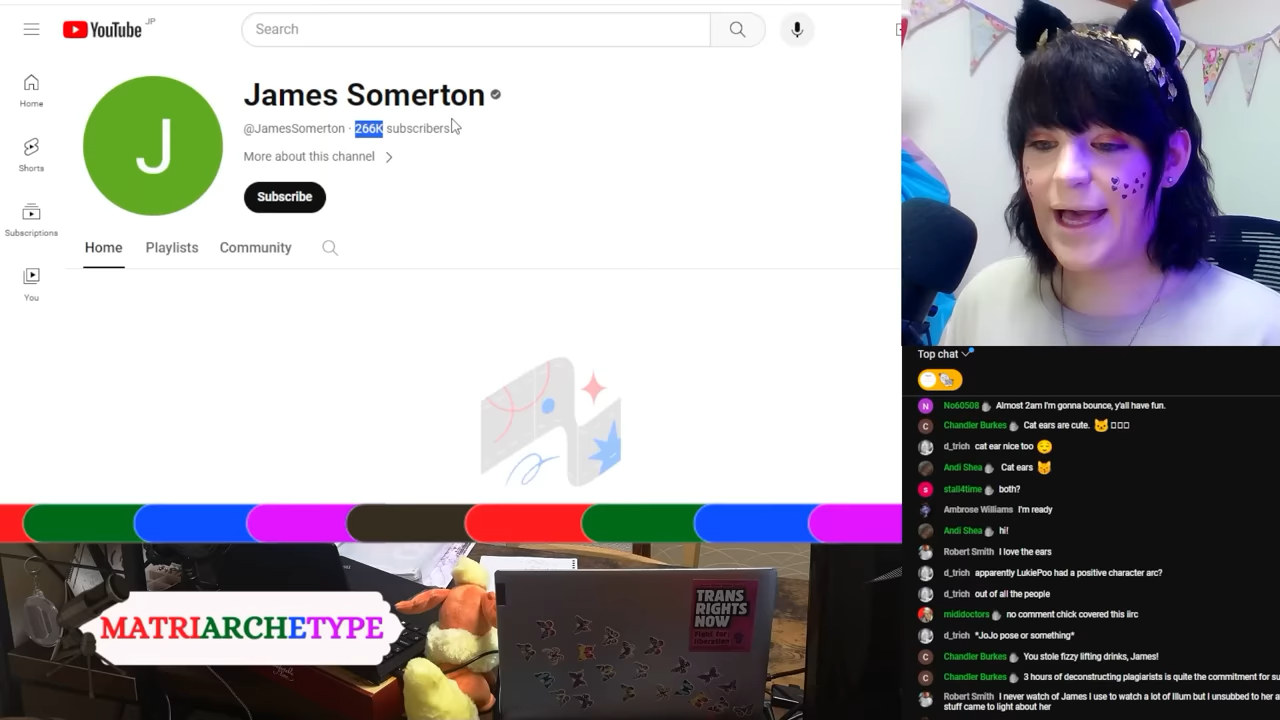 YouTube JP
Search
Home
Shorts
Subscriptions
You
J
James Somerton
@JamesSomerton · 266K subscribers
More about this channel
Subscribe
Home Playlists Community
MATRIARCHETYPE
TRANS
RIGHTS
NOW
Fight for
liberation
Top chat
N No60508 Almost 2am I'm gonna bounce, y'all have fun.
C Chandler Burkes Cat ears are cute. 😺
d_trich cat ear nice too 😌
Andi Shea Cat ears 😸
s stall4time both?
Ambrose Williams I'm ready
Andi Shea hi!
Robert Smith I love the ears
d_trich apparently LukiePoo had a positive character arc?
d_trich out of all the people
mididoctors no comment chick covered this iirc
d_trich *JoJo pose or something*
C Chandler Burkes You stole fizzy lifting drinks, James!
C Chandler Burkes 3 hours of deconstructing plagiarists is quite the commitment for su
Robert Smith I never watch of James I use to watch a lot of Illum but I unsubbed to her a
stuff came to light about her